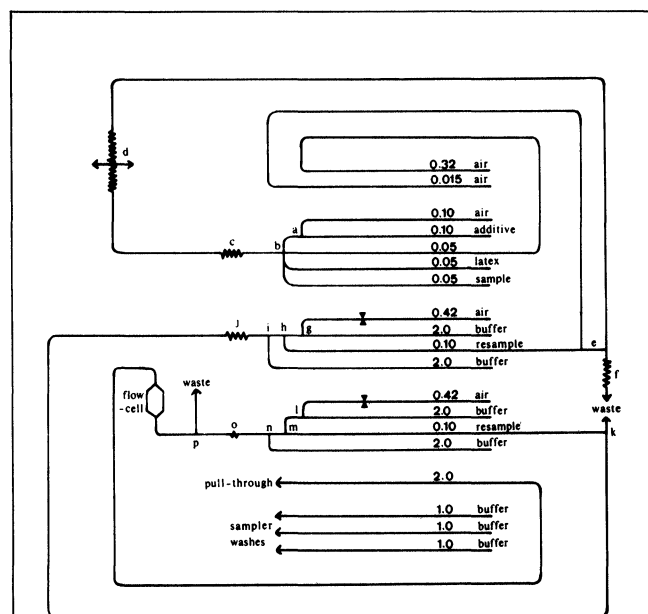 d
0.32 air
0.015 air
0.10 air
a
0.10 additive
c
b
0.05
0.05 latex
0.05 sample
0.42 air
J
i
h
g
2.0 buffer
0.10 resample
e
2.0 buffer
f
waste
flow
-cell
0.42 air
waste
l
2.0 buffer
k
o
n
m
0.10 resample
p
2.0 buffer
pull-through
2.0
1.0 buffer
sampler
1.0 buffer
washes
1.0 buffer